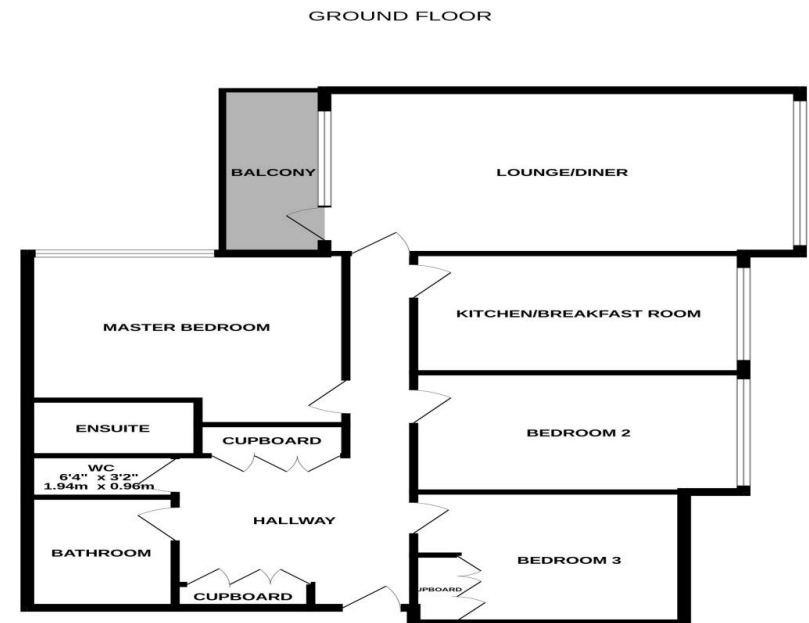 GROUND FLOOR
BALCONY
LOUNGE/DINER
MASTER BEDROOM
KITCHEN/BREAKFAST ROOM
ENSUITE
CUPBOARD
BEDROOM 2
WC
6'4" x 3'2"
1.94m x 0.96m
HALLWAY
BATHROOM
BEDROOM 3
CUPBOARD
UPBOARD